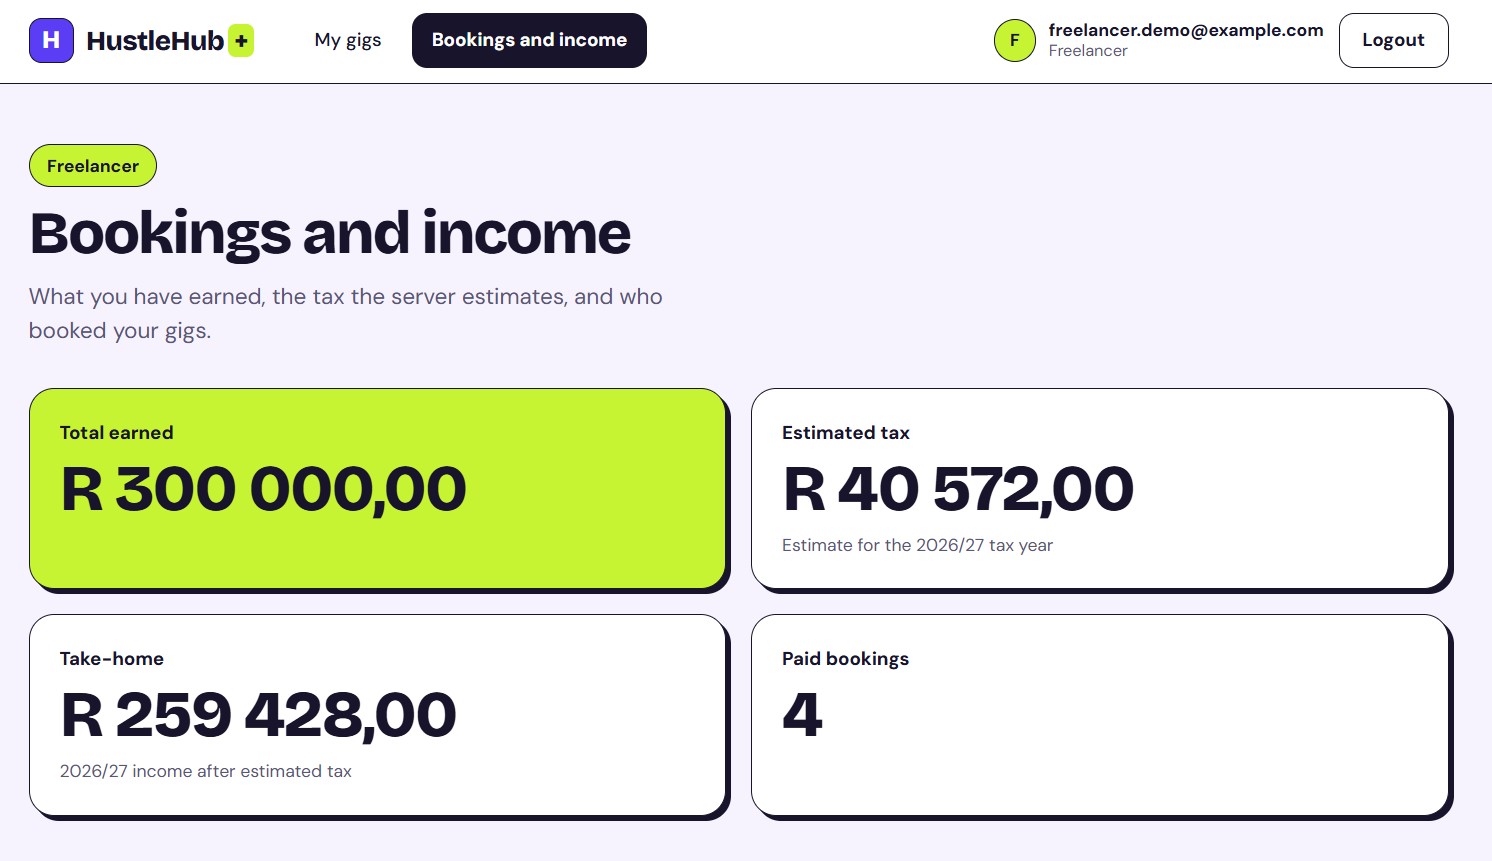 H HustleHub +
My gigs
Bookings and income
F
freelancer.demo@example.com
Freelancer
Logout
Freelancer
Bookings and income
What you have earned, the tax the server estimates, and who
booked your gigs.
Total earned
R 300 000,00
Estimated tax
R 40 572,00
Estimate for the 2026/27 tax year
Take-home
R 259 428,00
2026/27 income after estimated tax
Paid bookings
4